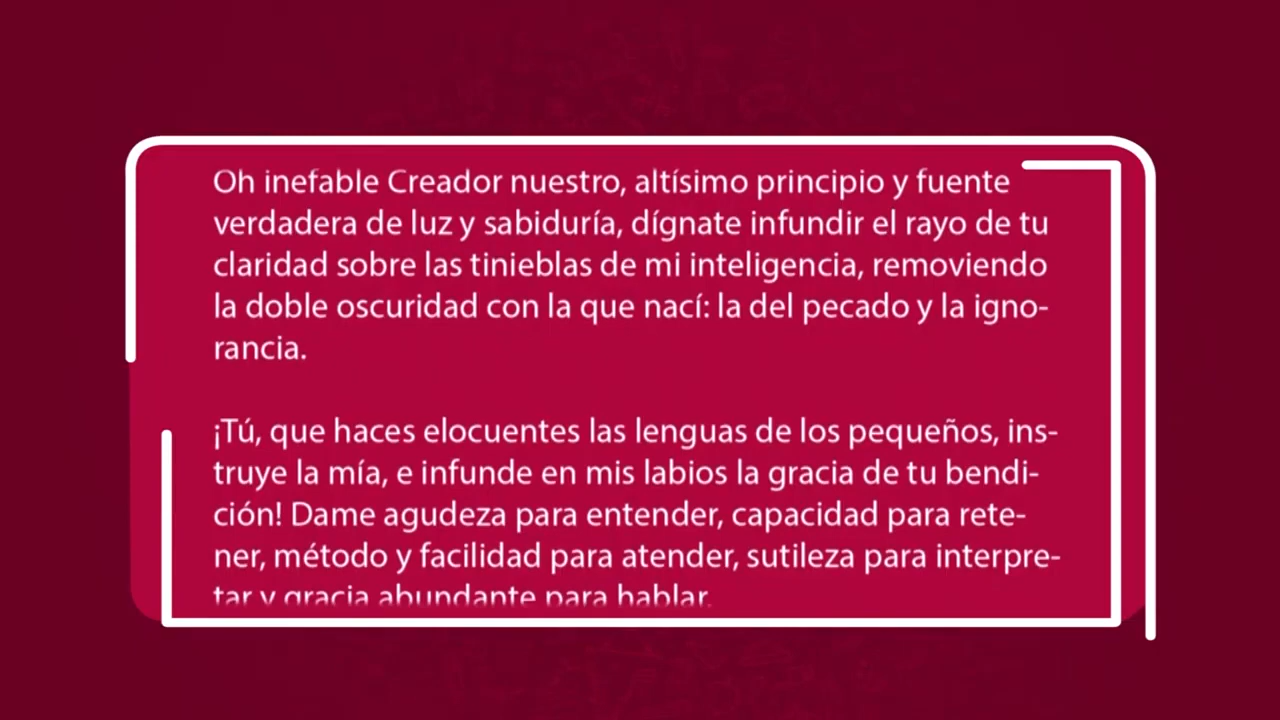 Oh inefable Creador nuestro, altísimo principio y fuente
verdadera de luz y sabiduría, dígnate infundir el rayo de tu
claridad sobre las tinieblas de mi inteligencia, removiendo
la doble oscuridad con la que nací: la del pecado y la igno-
rancia.
¡Tú, que haces elocuentes las lenguas de los pequeños, ins-
truye la mía, e infunde en mis labios la gracia de tu bendi-
ción! Dame agudeza para entender, capacidad para rete-
ner, método y facilidad para atender, sutileza para interpre-
tar y gracia abundante para hablar.